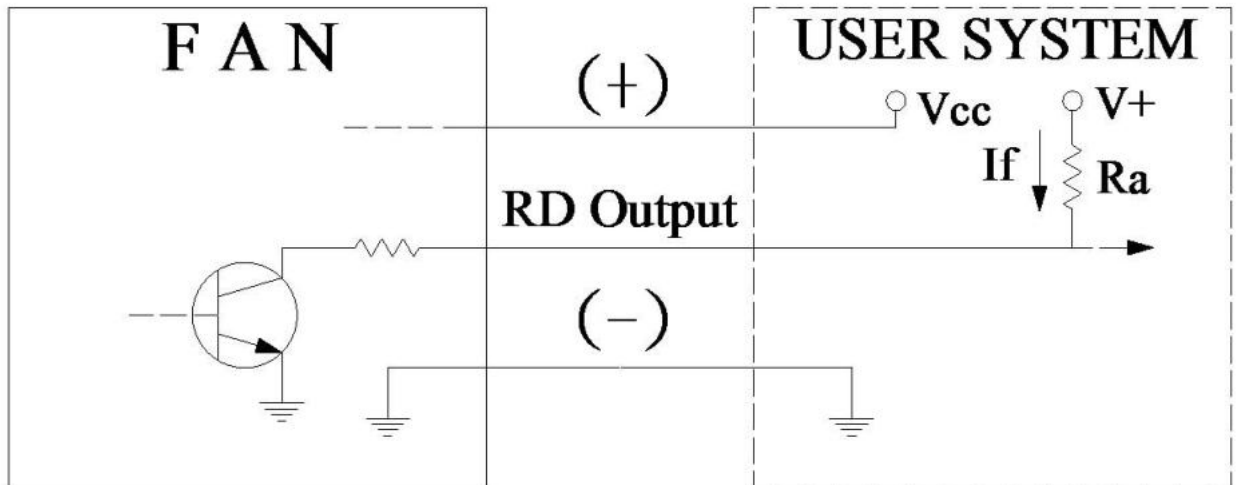 F A N
USER SYSTEM
(+)
Vcc
V+
If
Ra
RD Output
(-)